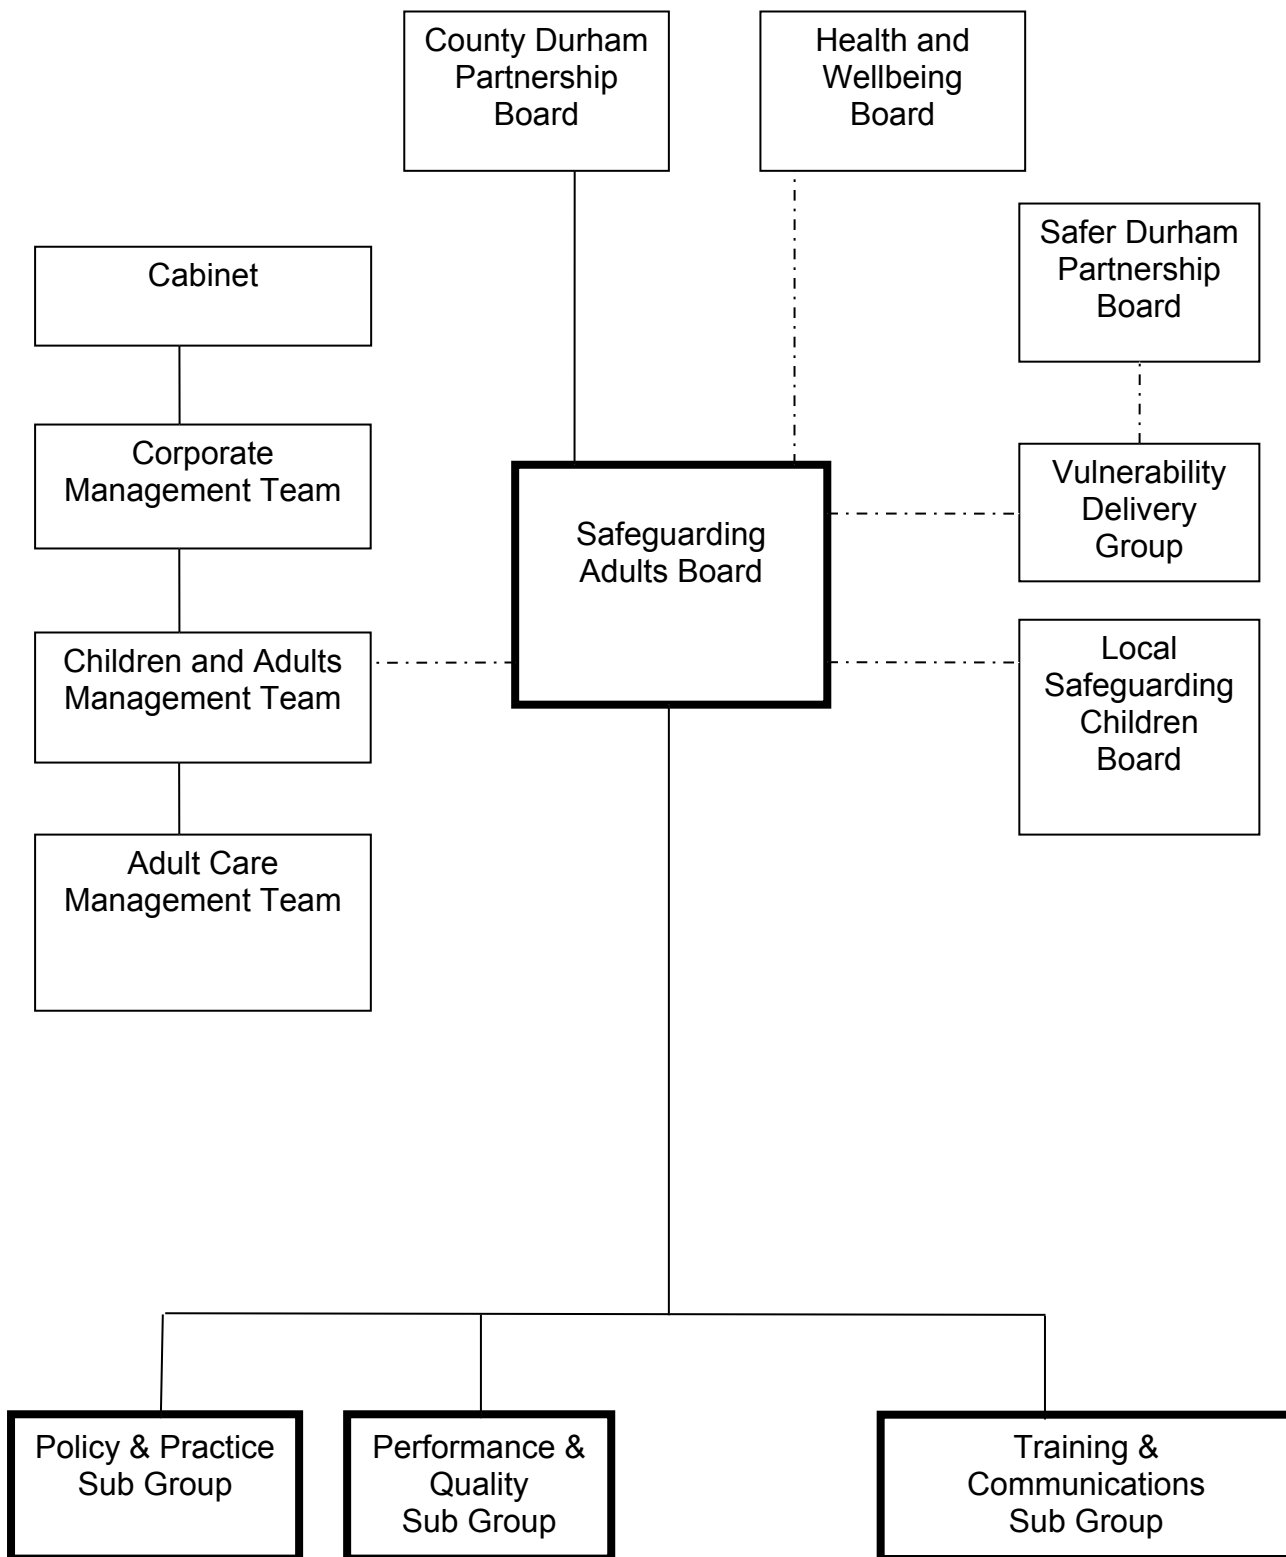 County Durham
Partnership
Board
Health and
Wellbeing
Board
Safer Durham
Partnership
Board
Cabinet
Corporate
Management Team
Vulnerability
Delivery
Group
Safeguarding
Adults Board
Children and Adults
Management Team
Local
Safeguarding
Children
Board
Adult Care
Management Team
Policy & Practice
Sub Group
Performance &
Quality
Sub Group
Training &
Communications
Sub Group